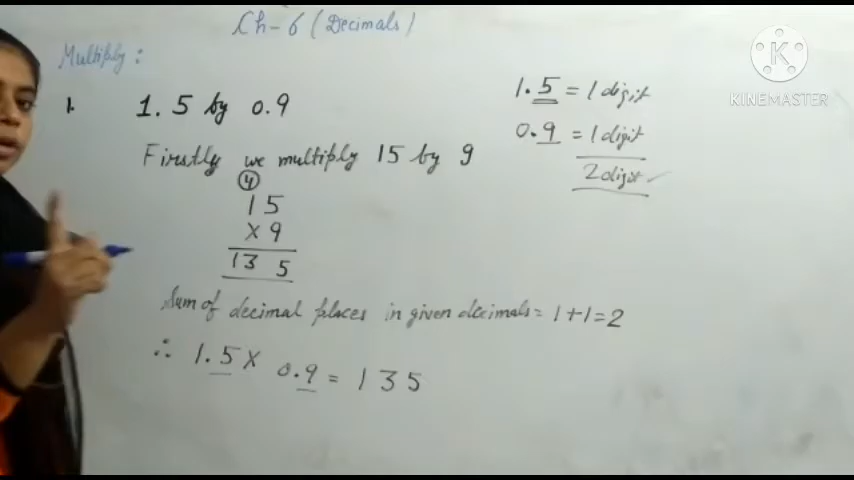 Ch-6 (Decimals)
Multiply:
1. 1.5 by 0.9
Firstly we multiply 15 by 9
4
15
X 9
135
Sum of decimal places in given decimals = 1+1=2
∴ 1.5 X 0.9 = 135
1.5 = 1 digit
0.9 = 1 digit
2 digit ✓
K
KINEMASTER